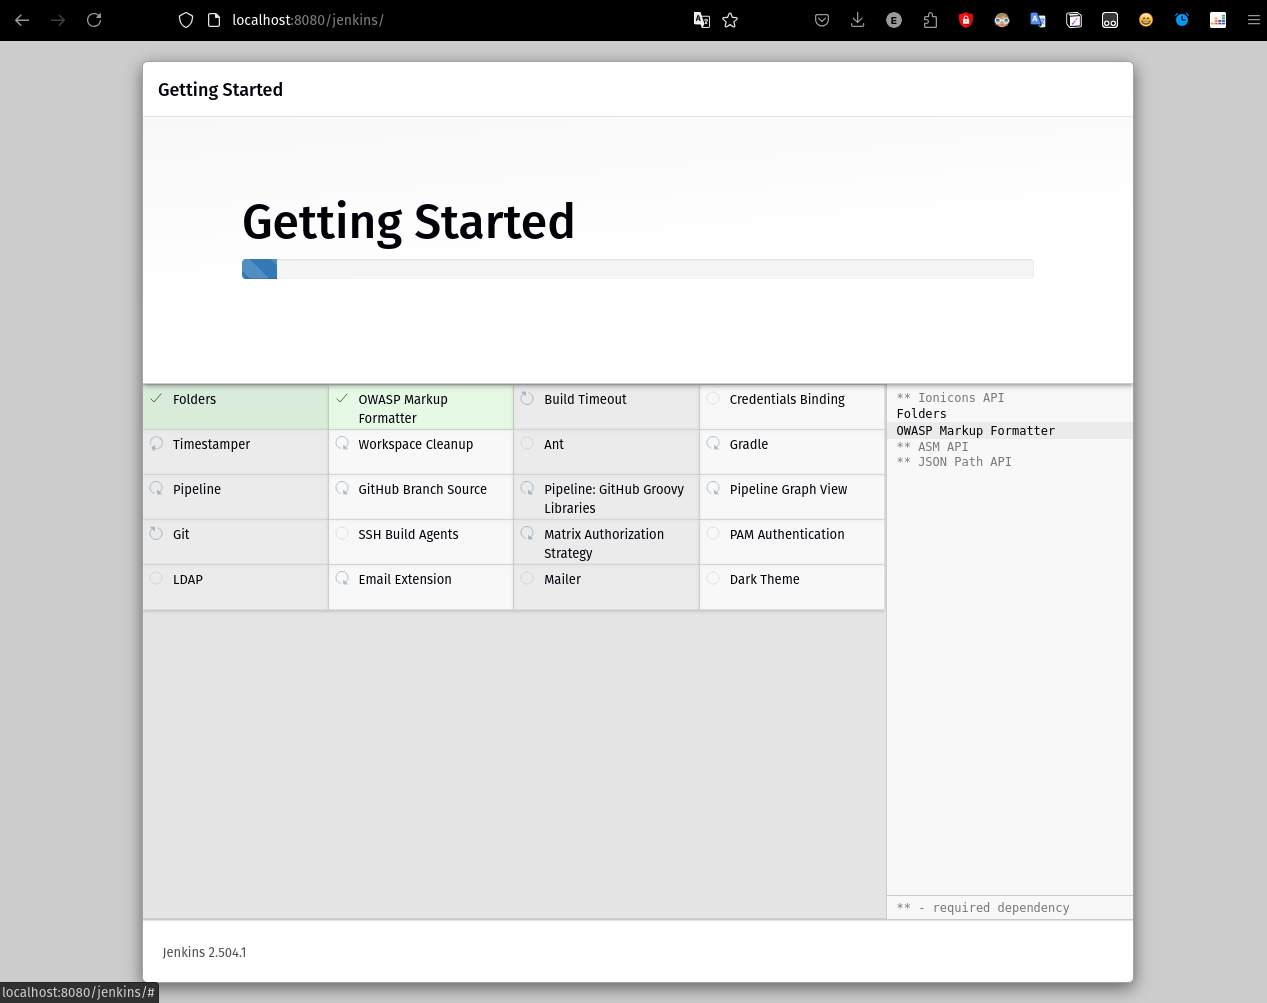 localhost:8080/jenkins/
E
Getting Started
Getting Started
Folders
OWASP Markup
Formatter
Build Timeout
Credentials Binding
Timestamper
Workspace Cleanup
Ant
Gradle
Pipeline
GitHub Branch Source
Pipeline: GitHub Groovy
Libraries
Pipeline Graph View
Git
SSH Build Agents
Matrix Authorization
Strategy
PAM Authentication
LDAP
Email Extension
Mailer
Dark Theme
** Ionicons API
Folders
OWASP Markup Formatter
** ASM API
** JSON Path API
** - required dependency
Jenkins 2.504.1
localhost:8080/jenkins/#